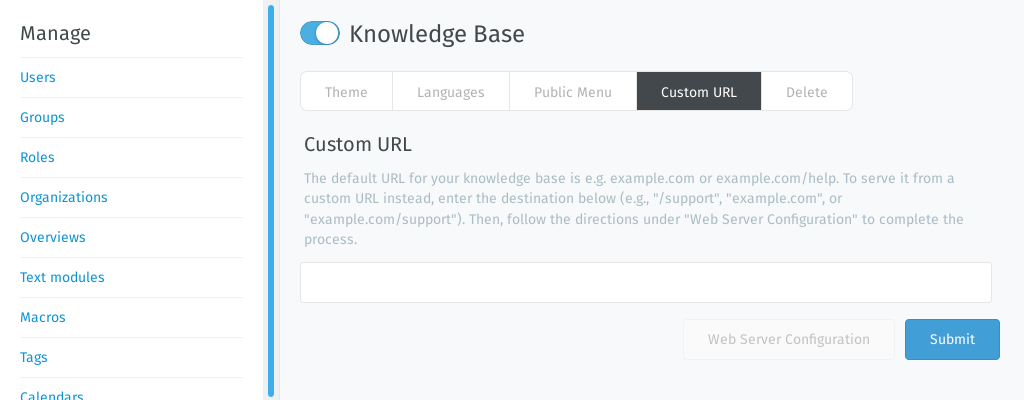 Manage
Users
Groups
Roles
Organizations
Overviews
Text modules
Macros
Tags
Calendars
Knowledge Base
Theme
Languages
Public Menu
Custom URL
Delete
Custom URL
The default URL for your knowledge base is e.g. example.com or example.com/help. To serve it from a
custom URL instead, enter the destination below (e.g., "/support", "example.com", or
"example.com/support"). Then, follow the directions under "Web Server Configuration" to complete the
process.
Web Server Configuration
Submit